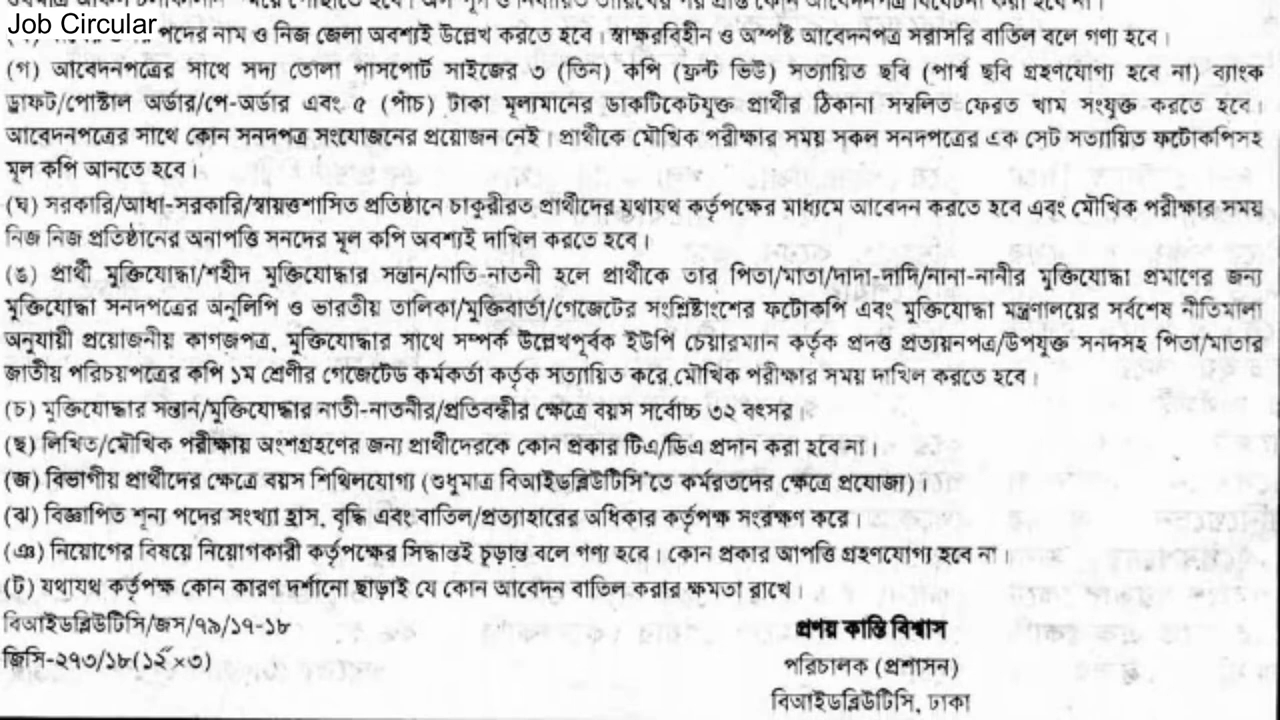 Job Circular
পদের নাম ও নিজ জেলা অবশ্যই উল্লেখ করতে হবে। স্বাক্ষরবিহীন ও অস্পষ্ট আবেদনপত্র সরাসরি বাতিল বলে গণ্য হবে।
(গ) আবেদনপত্রের সাথে সদ্য তোলা পাসপোর্ট সাইজের ৩ (তিন) কপি (ফ্রন্ট ভিউ) সত্যায়িত ছবি (পার্শ্ব ছবি গ্রহণযোগ্য হবে না) ব্যাংক
ড্রাফট/পোস্টাল অর্ডার/পে-অর্ডার এবং ৫ (পাঁচ) টাকা মূল্যমানের ডাকটিকেটযুক্ত প্রার্থীর ঠিকানা সম্বলিত ফেরত খাম সংযুক্ত করতে হবে।
আবেদনপত্রের সাথে কোন সনদপত্র সংযোজনের প্রয়োজন নেই। প্রার্থীকে মৌখিক পরীক্ষার সময় সকল সনদপত্রের এক সেট সত্যায়িত ফটোকপিসহ
মূল কপি আনতে হবে।
(ঘ) সরকারি/আধা-সরকারি/স্বায়ত্তশাসিত প্রতিষ্ঠানে চাকুরীরত প্রার্থীদের যথাযথ কর্তৃপক্ষের মাধ্যমে আবেদন করতে হবে এবং মৌখিক পরীক্ষার সময়
নিজ নিজ প্রতিষ্ঠানের অনাপত্তি সনদের মূল কপি অবশ্যই দাখিল করতে হবে।
(ঙ) প্রার্থী মুক্তিযোদ্ধা/শহীদ মুক্তিযোদ্ধার সন্তান/নাতি-নাতনী হলে প্রার্থীকে তার পিতা/মাতা/দাদা-দাদি/নানা-নানীর মুক্তিযোদ্ধা প্রমাণের জন্য
মুক্তিযোদ্ধা সনদপত্রের অনুলিপি ও ভারতীয় তালিকা/মুক্তিবার্তা/গেজেটের সংশ্লিষ্টাংশের ফটোকপি এবং মুক্তিযোদ্ধা মন্ত্রণালয়ের সর্বশেষ নীতিমালা
অনুযায়ী প্রয়োজনীয় কাগজপত্র, মুক্তিযোদ্ধার সাথে সম্পর্ক উল্লেখপূর্বক ইউপি চেয়ারম্যান কর্তৃক প্রদত্ত প্রত্যয়নপত্র/উপযুক্ত সনদসহ পিতা/মাতার
জাতীয় পরিচয়পত্রের কপি ১ম শ্রেণীর গেজেটেড কর্মকর্তা কর্তৃক সত্যায়িত করে মৌখিক পরীক্ষার সময় দাখিল করতে হবে।
(চ) মুক্তিযোদ্ধার সন্তান/মুক্তিযোদ্ধার নাতী-নাতনীর/প্রতিবন্ধীর ক্ষেত্রে বয়স সর্বোচ্চ ৩২ বৎসর।
(ছ) লিখিত/মৌখিক পরীক্ষায় অংশগ্রহণের জন্য প্রার্থীদেরকে কোন প্রকার টিএ/ডিএ প্রদান করা হবে না।
(জ) বিভাগীয় প্রার্থীদের ক্ষেত্রে বয়স শিথিলযোগ্য (শুধুমাত্র বিআইডব্লিউটিসি'তে কর্মরতদের ক্ষেত্রে প্রযোজ্য)।
(ঝ) বিজ্ঞাপিত শূন্য পদের সংখ্যা হ্রাস, বৃদ্ধি এবং বাতিল/প্রত্যাহারের অধিকার কর্তৃপক্ষ সংরক্ষণ করে।
(ঞ) নিয়োগের বিষয়ে নিয়োগকারী কর্তৃপক্ষের সিদ্ধান্তই চূড়ান্ত বলে গণ্য হবে। কোন প্রকার আপত্তি গ্রহণযোগ্য হবে না।
(ট) যথাযথ কর্তৃপক্ষ কোন কারণ দর্শানো ছাড়াই যে কোন আবেদন বাতিল করার ক্ষমতা রাখে।
বিআইডব্লিউটিসি/জস/৭৯/১৭-১৮
জিসি-২৭৩/১৮(১২×৩)
প্রণয় কান্তি বিশ্বাস
পরিচালক (প্রশাসন)
বিআইডব্লিউটিসি, ঢাকা